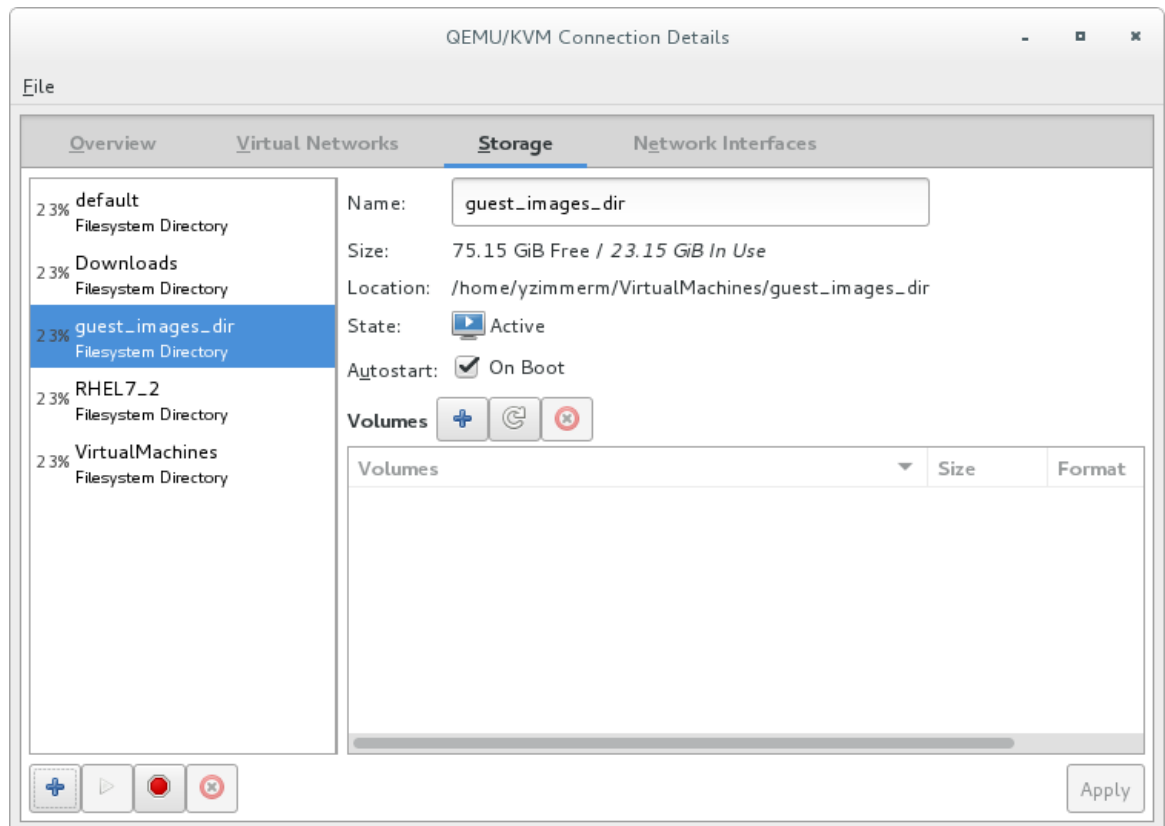 QEMU/KVM Connection Details
File
Overview Virtual Networks Storage Network Interfaces
23% default
Filesystem Directory
23% Downloads
Filesystem Directory
23% guest_images_dir
Filesystem Directory
23% RHEL7_2
Filesystem Directory
23% VirtualMachines
Filesystem Directory
Name: guest_images_dir
Size: 75.15 GiB Free / 23.15 GiB In Use
Location: /home/yzimmerm/VirtualMachines/guest_images_dir
State: Active
Autostart: On Boot
Volumes
Volumes Size Format
Apply